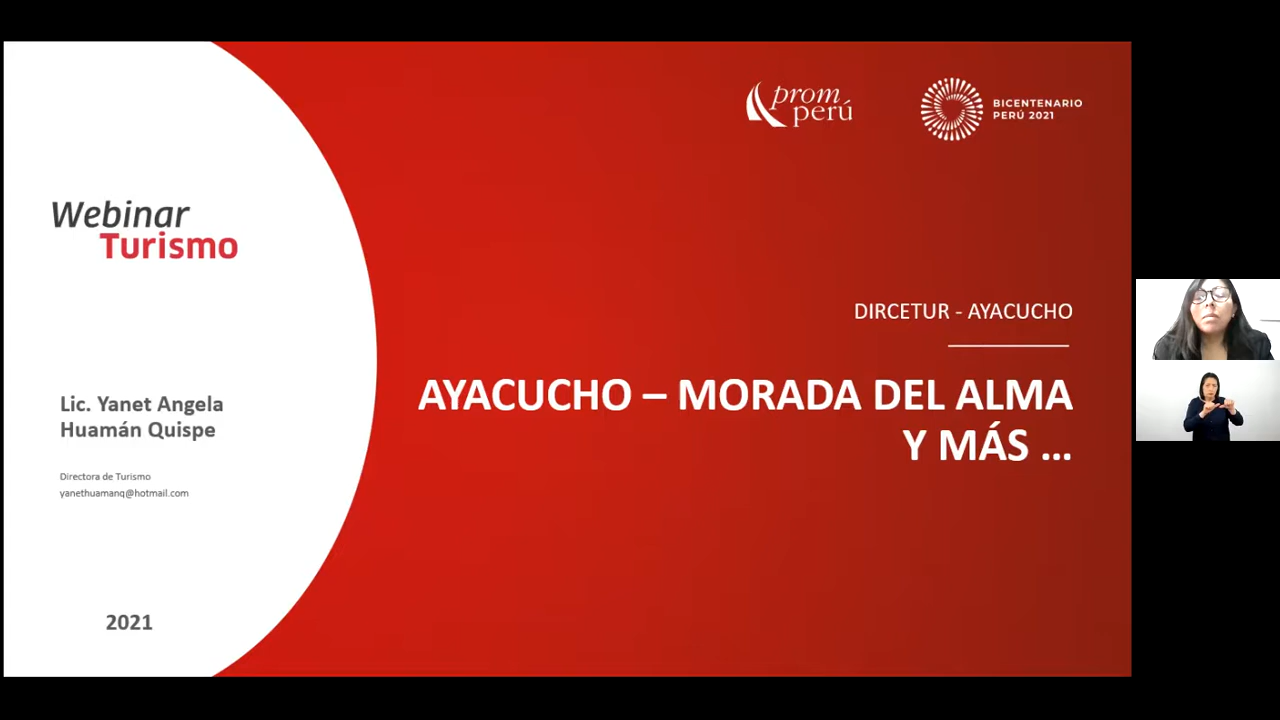 prom
perú
BICENTENARIO
PERÚ 2021
Webinar
Turismo
DIRCETUR - AYACUCHO
AYACUCHO – MORADA DEL ALMA
Y MÁS ...
Lic. Yanet Angela
Huamán Quispe
Directora de Turismo
yanethuamanq@hotmail.com
2021